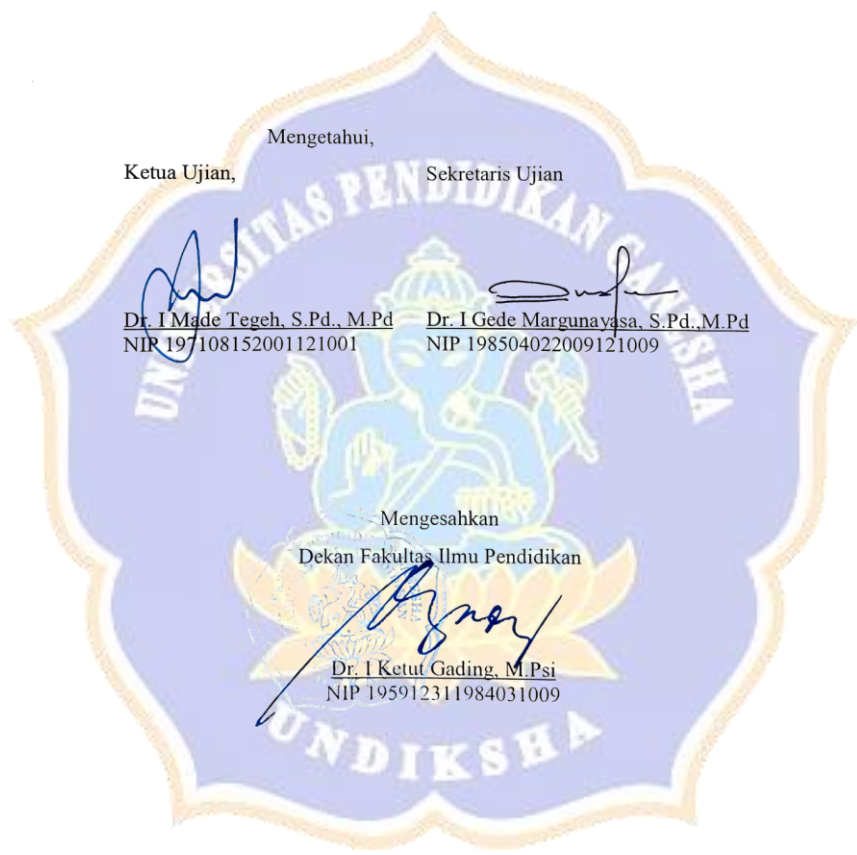 Mengetahui,
Ketua Ujian,
Sekretaris Ujian
Dr. I Made Tegeh, S.Pd., M.Pd
NIP 197108152001121001
Dr. I Gede Margunayasa, S.Pd.,M.Pd
NIP 198504022009121009
Mengesahkan
Dekan Fakultas Ilmu Pendidikan
Dr. I Ketut Gading, M.Psi
NIP 195912311984031009
UNIVERSITAS PENDIDIKAN GANESHA
UNDIKSHA